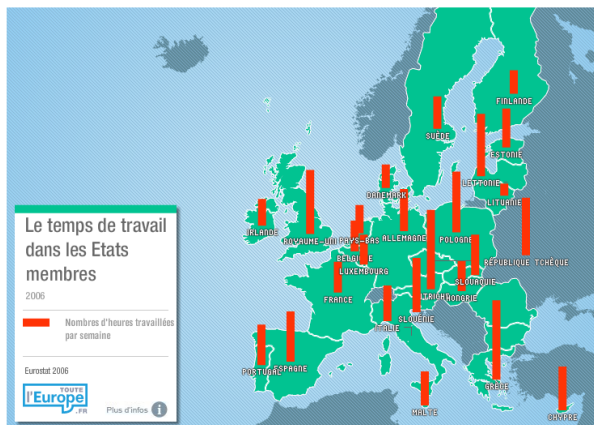 Le temps de travail
dans les Etats
membres
2006
Nombres d'heures travaillées
par semaine
Eurostat 2006
TOUTE
l'Europe
.FR
Plus d'infos i
FINLANDE
SUÈDE
ESTONIE
LETTONIE
LITUANIE
DANEMARK
IRLANDE
ROYAUME-UNI
PAYS-BAS
ALLEMAGNE
POLOGNE
BELGIQUE
RÉPUBLIQUE TCHÈQUE
LUXEMBOURG
SLOVAQUIE
FRANCE
TRICH
HONGRIE
SLOVÉNIE
ITALIE
PORTUGAL
ESPAGNE
GRÈCE
MALTE
CHYPRE